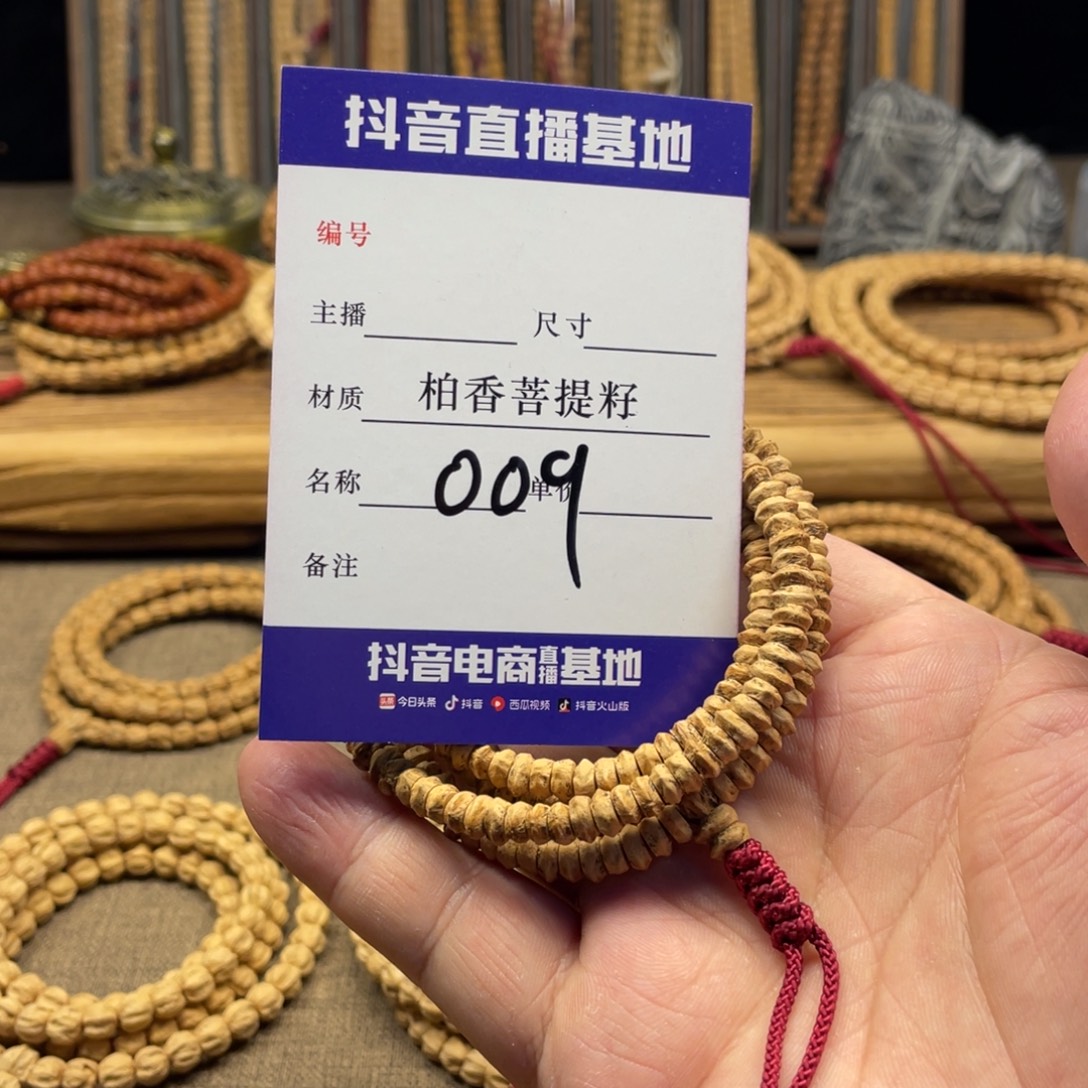 抖音直播基地
编号
主播 尺寸
材质 柏香菩提籽
名称 009 单价
备注
抖音电商直播基地
头条 今日头条 抖音 西瓜视频 抖音火山版